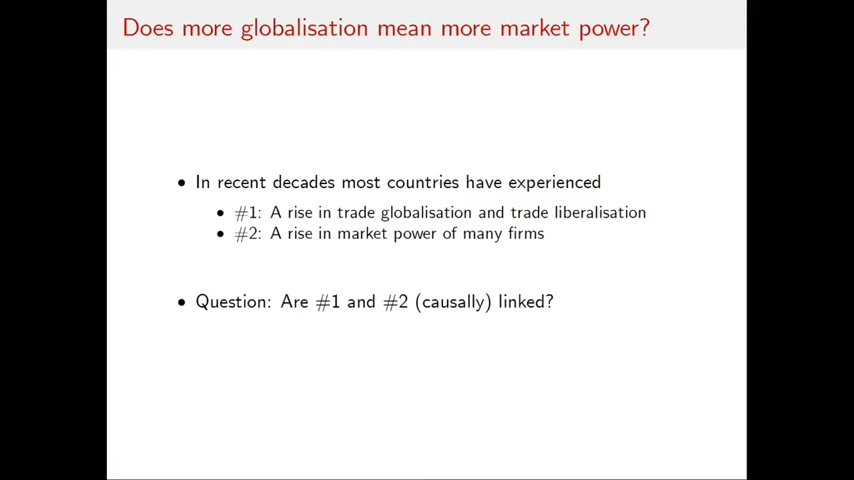 Does more globalisation mean more market power?
• In recent decades most countries have experienced
• #1: A rise in trade globalisation and trade liberalisation
• #2: A rise in market power of many firms
• Question: Are #1 and #2 (causally) linked?